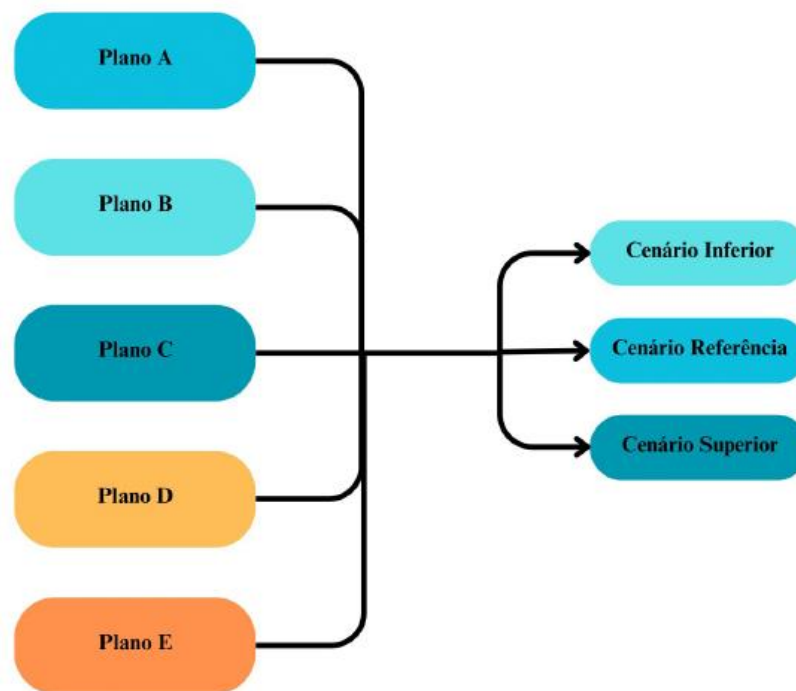 Plano A
Plano B
Plano C
Plano D
Plano E
Cenário Inferior
Cenário Referência
Cenário Superior